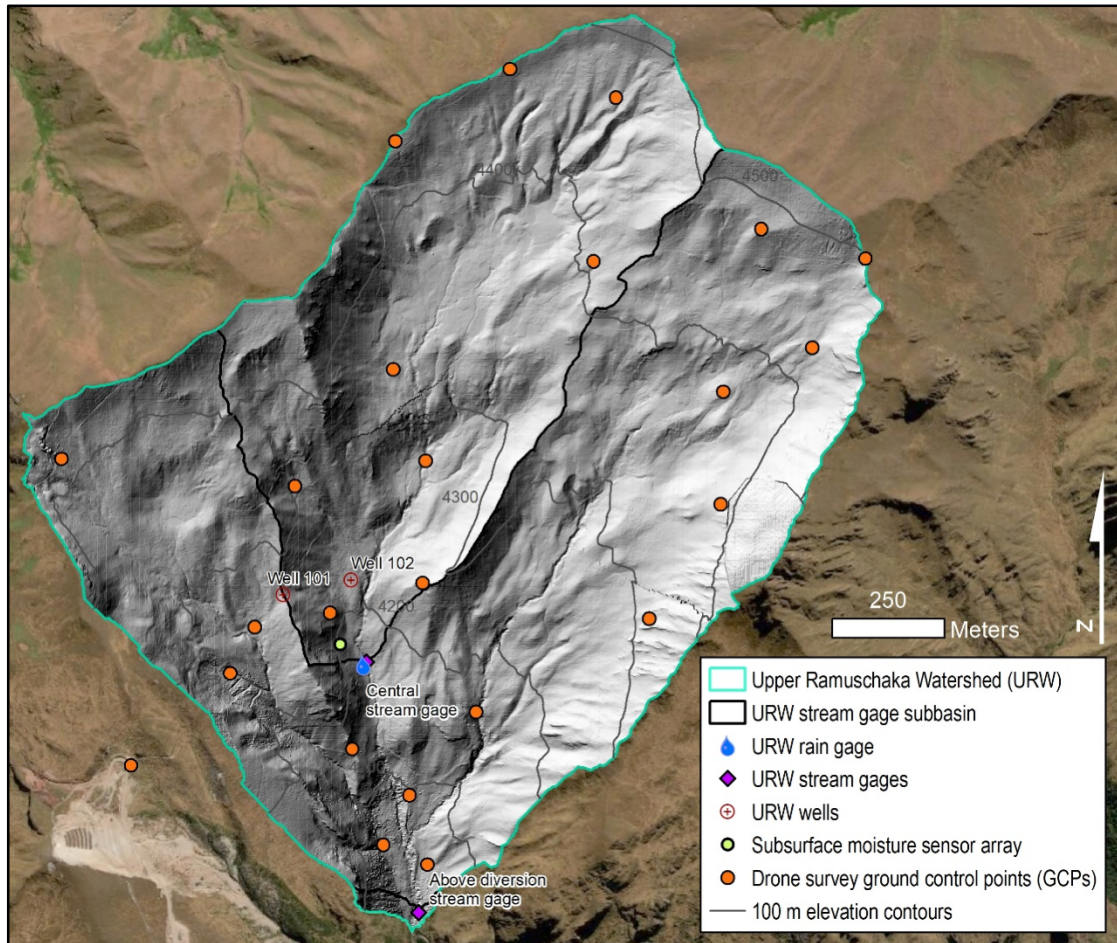 4400
4500
4300
Well 102
Well 101
4200
Central
stream gage
Above diversion
stream gage
250
Meters
N
Upper Ramuschaka Watershed (URW)
URW stream gage subbasin
URW rain gage
URW stream gages
URW wells
Subsurface moisture sensor array
Drone survey ground control points (GCPs)
100 m elevation contours